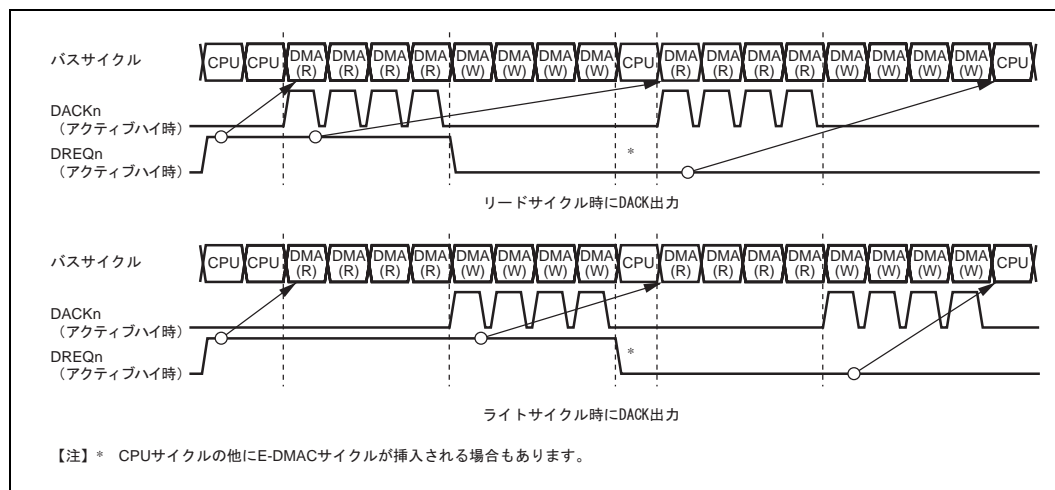 バスサイクル CPU CPU DMA(R) DMA(R) DMA(R) DMA(R) DMA(W) DMA(W) DMA(W) DMA(W) CPU DMA(R) DMA(R) DMA(R) DMA(R) DMA(W) DMA(W) DMA(W) DMA(W) CPU
DACKn
(アクティブハイ時)
DREQn *
(アクティブハイ時)
リードサイクル時にDACK出力
バスサイクル CPU CPU DMA(R) DMA(R) DMA(R) DMA(R) DMA(W) DMA(W) DMA(W) DMA(W) CPU DMA(R) DMA(R) DMA(R) DMA(R) DMA(W) DMA(W) DMA(W) DMA(W) CPU
DACKn
(アクティブハイ時)
DREQn *
(アクティブハイ時)
ライトサイクル時にDACK出力
【注】* CPUサイクルの他にE-DMACサイクルが挿入される場合もあります。